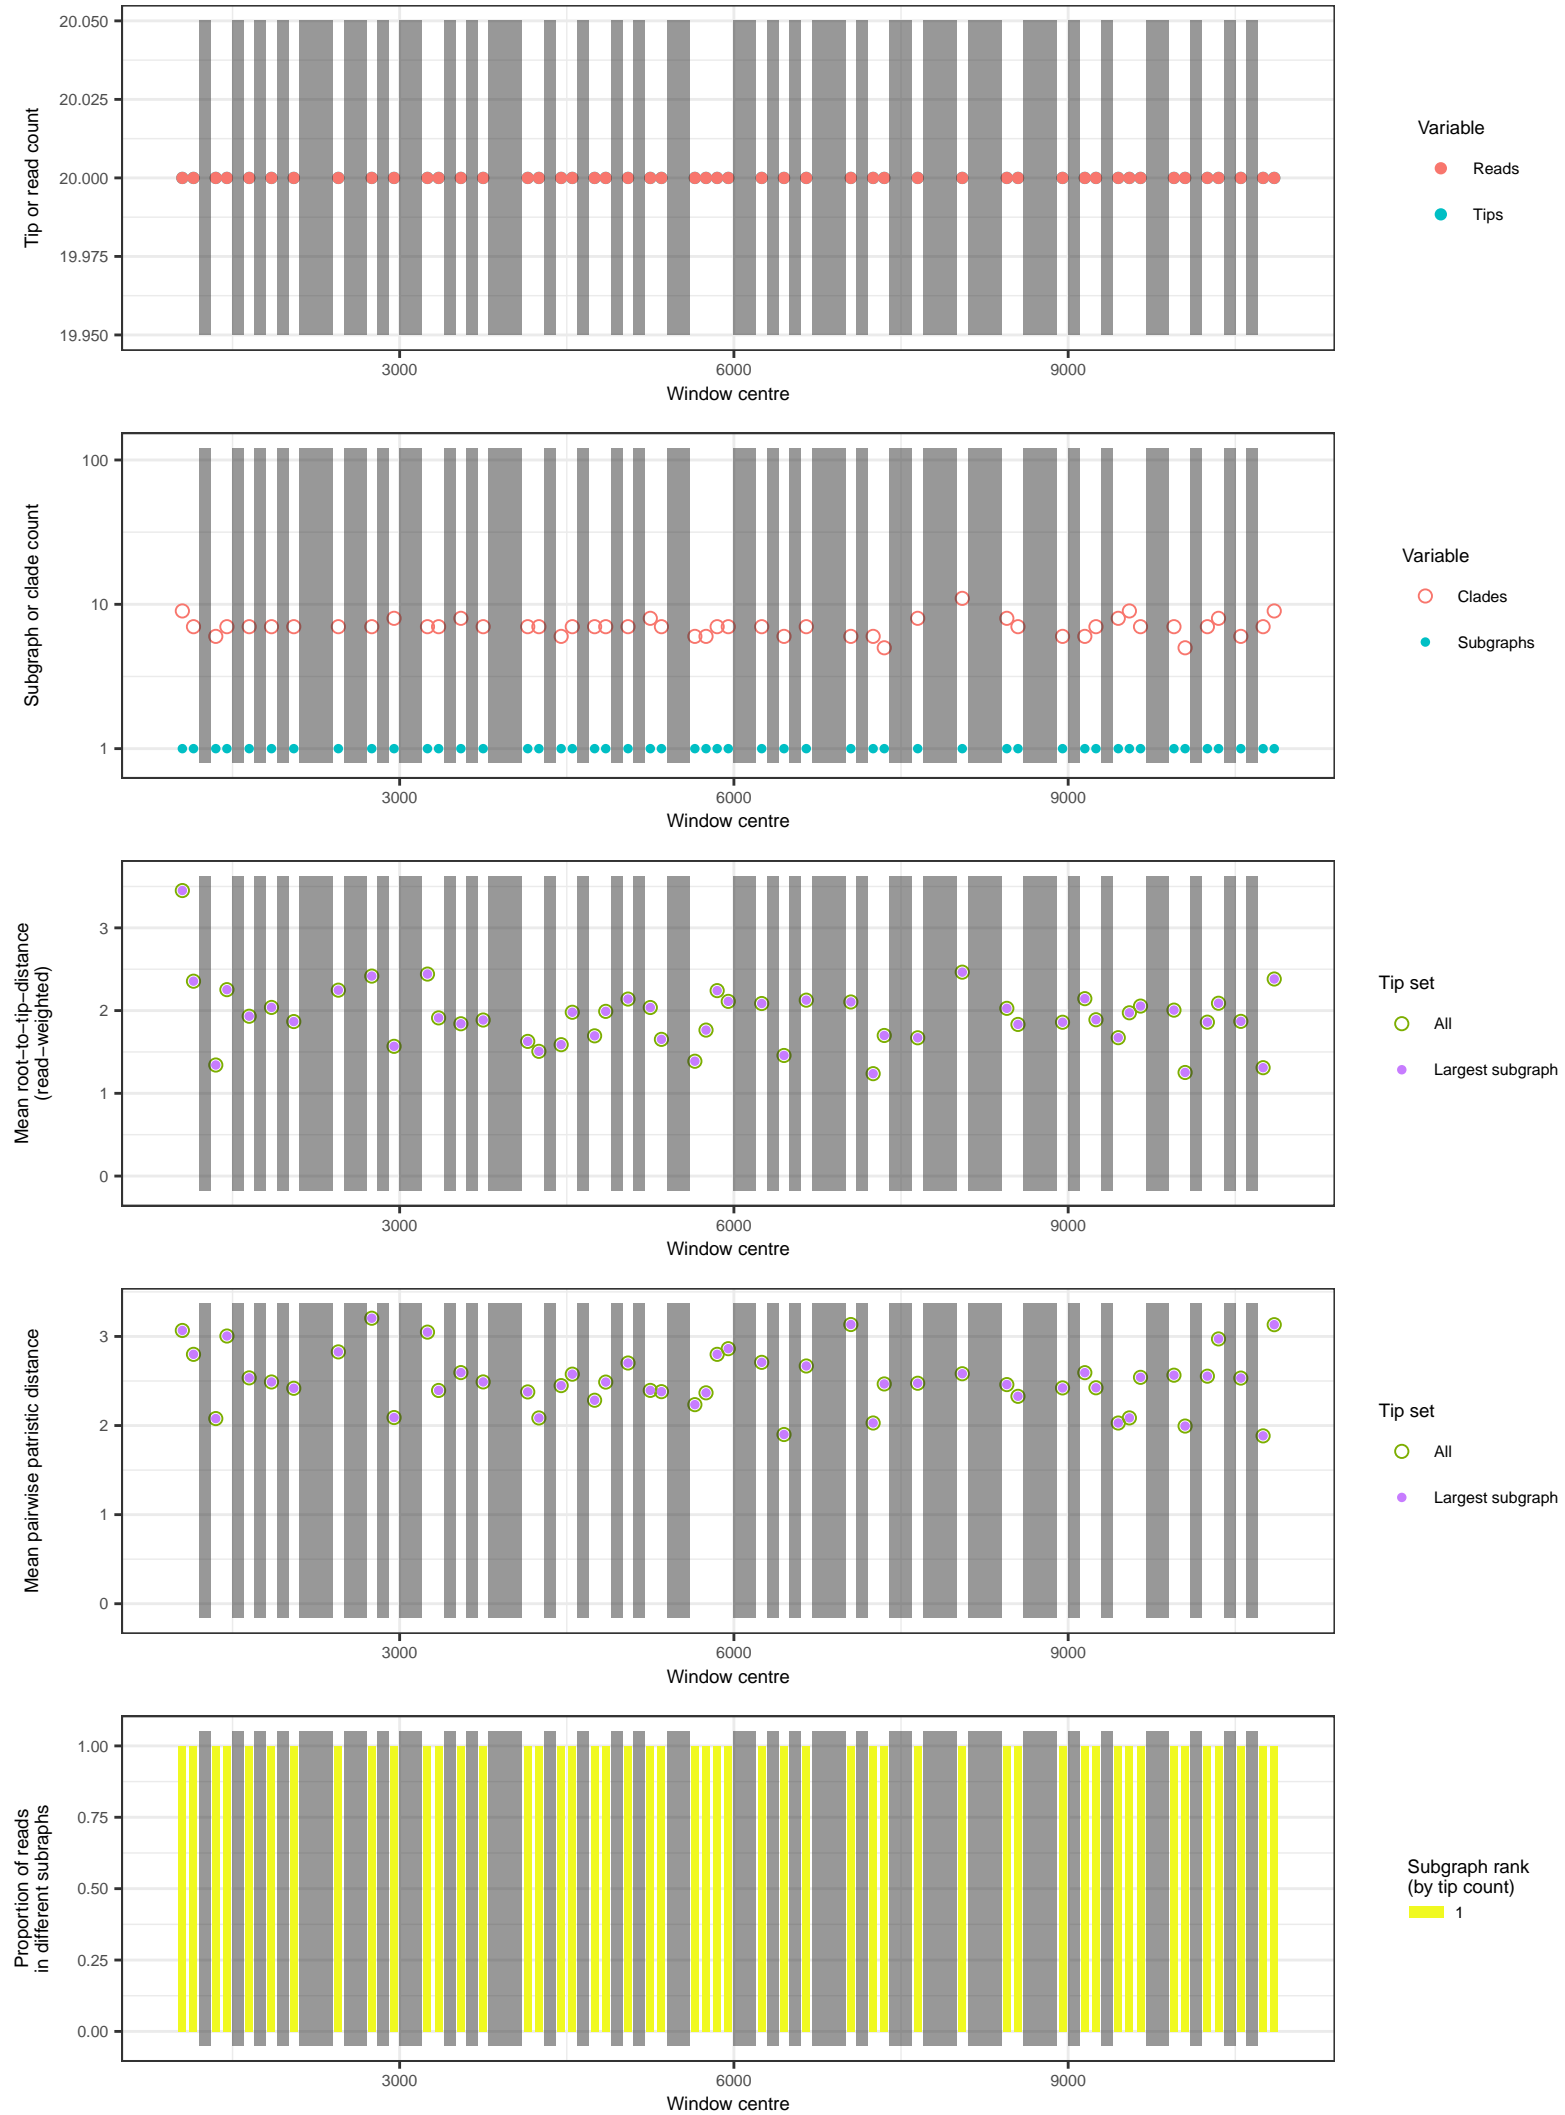 20.050
20.025
20.000
19.975
19.950
Tip or read count
3000
6000
9000
Window centre
Variable
Reads
Tips
100
10
1
Subgraph or clade count
3000
6000
9000
Window centre
Variable
Clades
Subgraphs
3
2
1
0
Mean root−to−tip−distance
(read−weighted)
3000
6000
9000
Window centre
Tip set
All
Largest subgraph
3
2
1
0
Mean pairwise patristic distance
3000
6000
9000
Window centre
Tip set
All
Largest subgraph
1.00
0.75
0.50
0.25
0.00
Proportion of reads
in different subraphs
3000
6000
9000
Window centre
Subgraph rank
(by tip count)
1